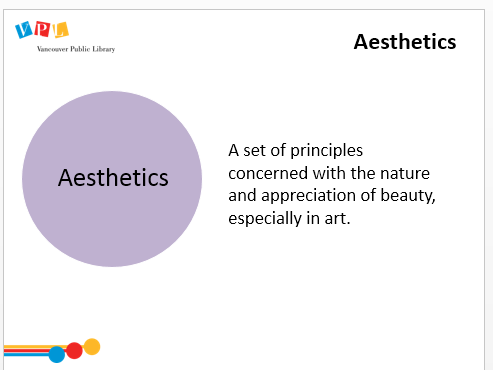 VPL
Vancouver Public Library
Aesthetics
Aesthetics
A set of principles
concerned with the nature
and appreciation of beauty,
especially in art.